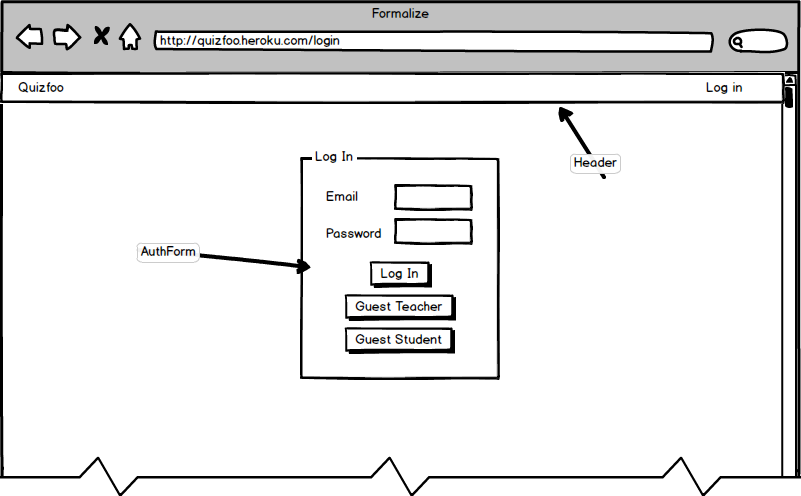 Formalize
http://quizfoo.heroku.com/login
Quizfoo
Log in
Header
Log In
Email
Password
AuthForm
Log In
Guest Teacher
Guest Student